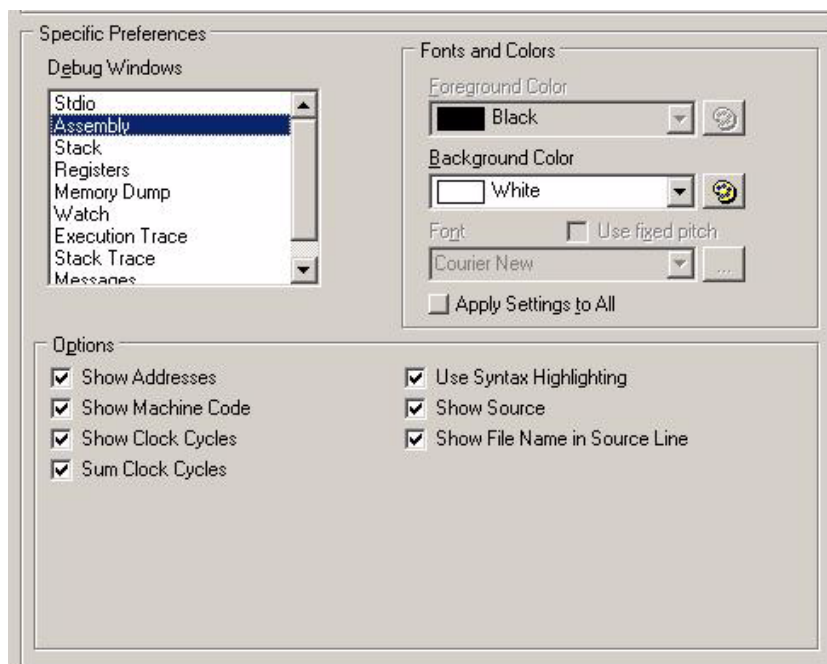 Specific Preferences
Debug Windows
Stdio
Assembly
Stack
Registers
Memory Dump
Watch
Execution Trace
Stack Trace
Messages
Fonts and Colors
Foreground Color
Black
Background Color
White
Font
Use fixed pitch
Courier New
...
Apply Settings to All
Options
Show Addresses
Show Machine Code
Show Clock Cycles
Sum Clock Cycles
Use Syntax Highlighting
Show Source
Show File Name in Source Line